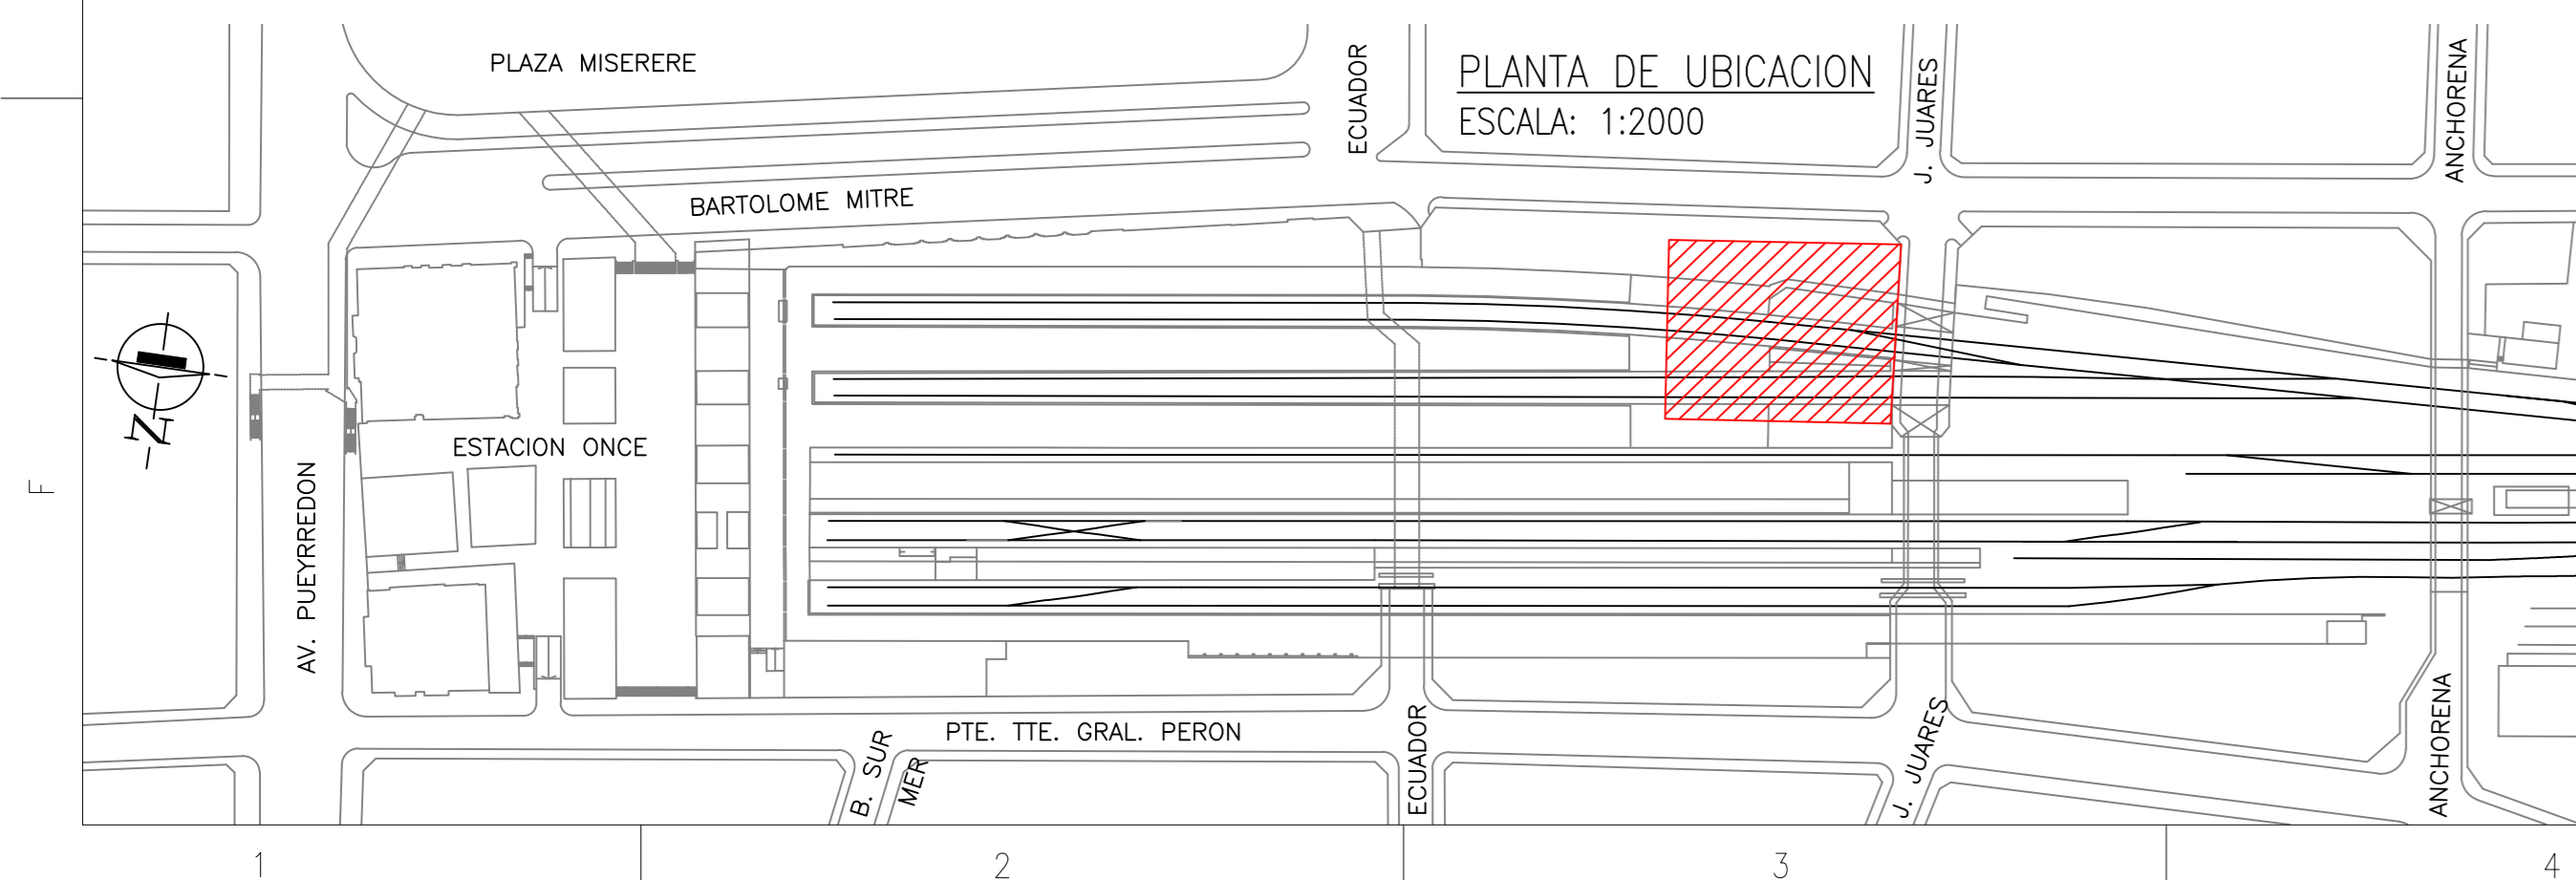 PLAZA MISERERE
ECUADOR
PLANTA DE UBICACION
ESCALA: 1:2000
J. JUARES
ANCHORENA
BARTOLOME MITRE
N
ESTACION ONCE
AV. PUEYRREDON
F
PTE. TTE. GRAL. PERON
B. SUR
MER
ECUADOR
J. JUARES
ANCHORENA
1
2
3
4